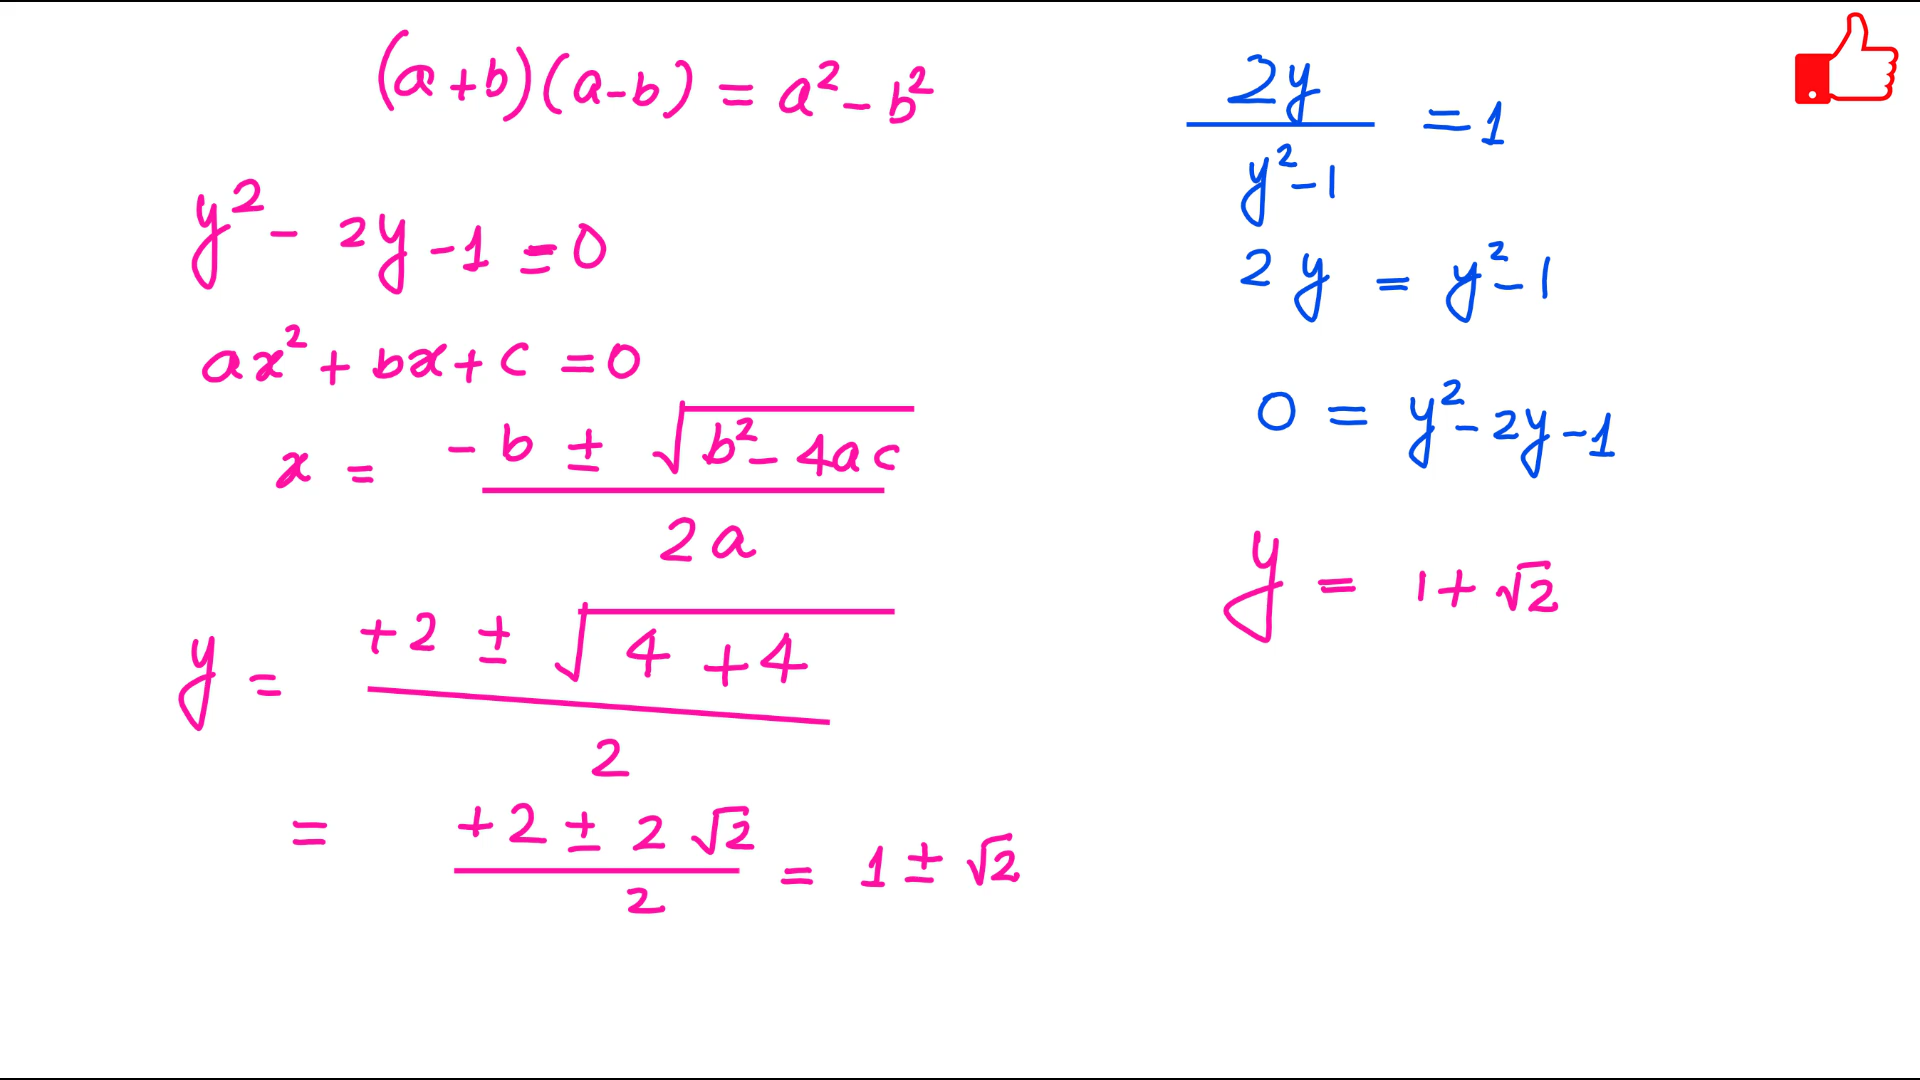 (a+b)(a-b) = a² - b²
y² - 2y - 1 = 0
ax² + bx + c = 0
x = -b ± √(b² - 4ac) / 2a
y = +2 ± √(4 + 4) / 2
= +2 ± 2√2 / 2 = 1 ± √2
2y / y² - 1 = 1
2y = y² - 1
0 = y² - 2y - 1
y = 1 + √2